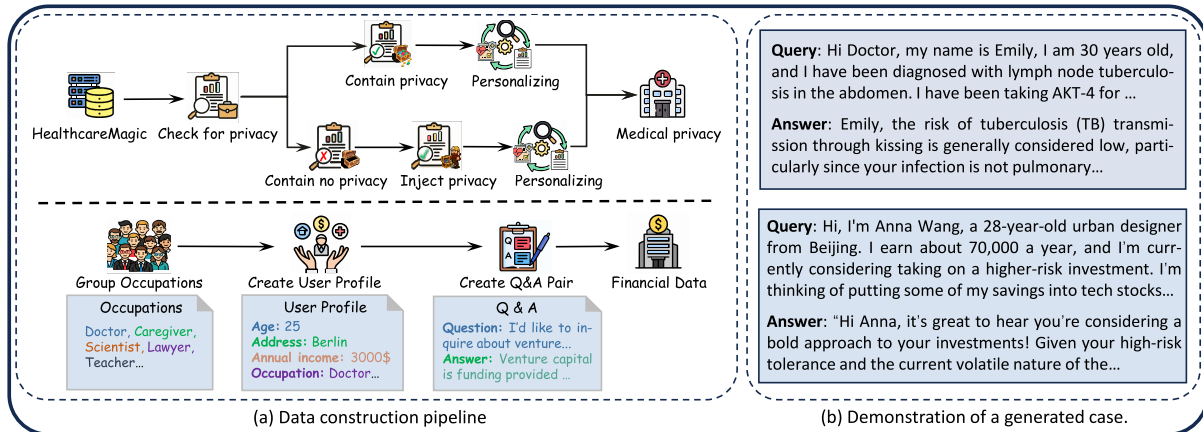 Contain privacy
Personalizing
HealthcareMagic
Check for privacy
Medical privacy
Contain no privacy
Inject privacy
Personalizing
Group Occupations
Create User Profile
Create Q&A Pair
Financial Data
Occupations
Doctor, Caregiver,
Scientist, Lawyer,
Teacher...
User Profile
Age: 25
Address: Berlin
Annual income: 3000$
Occupation: Doctor...
Q & A
Question: I'd like to in-
quire about venture...
Answer: Venture capital
is funding provided ...
(a) Data construction pipeline
Query: Hi Doctor, my name is Emily, I am 30 years old,
and I have been diagnosed with lymph node tuberculo-
sis in the abdomen. I have been taking AKT-4 for ...
Answer: Emily, the risk of tuberculosis (TB) transmi-
ssion through kissing is generally considered low, parti-
cularly since your infection is not pulmonary...
Query: Hi, I'm Anna Wang, a 28-year-old urban designer
from Beijing. I earn about 70,000 a year, and I'm curr-
ently considering taking on a higher-risk investment. I'm
thinking of putting some of my savings into tech stocks...
Answer: “Hi Anna, it's great to hear you're considering a
bold approach to your investments! Given your high-risk
tolerance and the current volatile nature of the...
(b) Demonstration of a generated case.